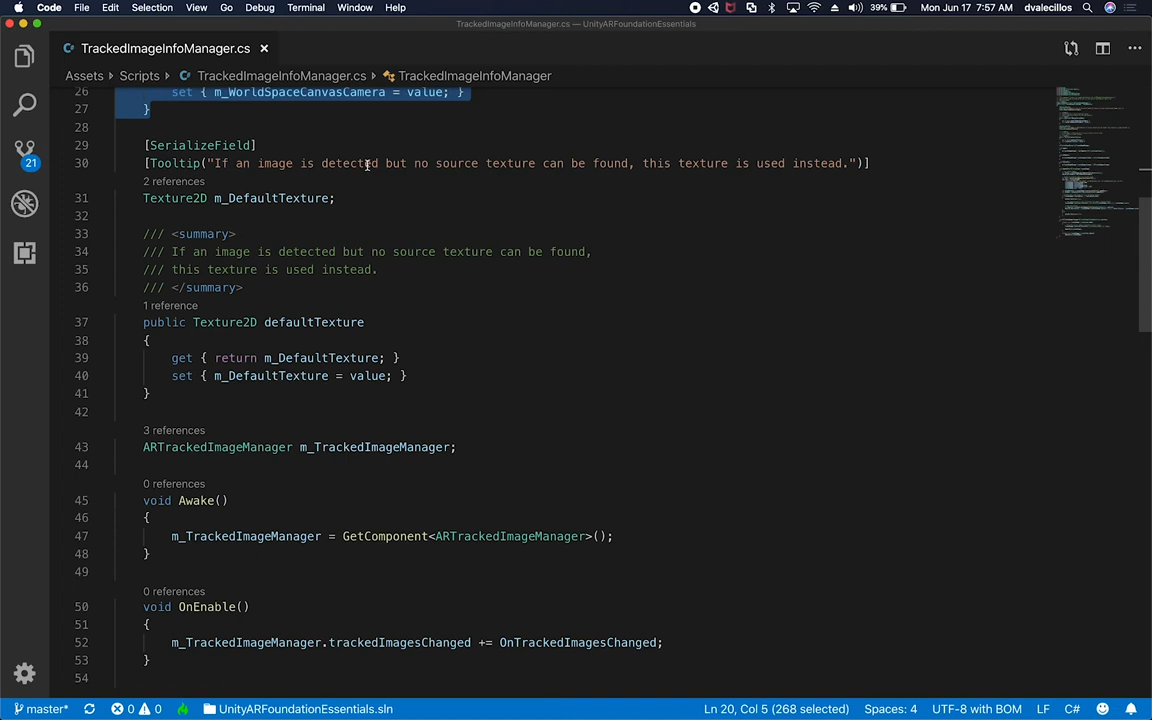 Code File Edit Selection View Go Debug Terminal Window Help 39% Mon Jun 17 7:57 AM dvalecillos
TrackedImageInfoManager.cs — UnityARFoundationEssentials
TrackedImageInfoManager.cs
Assets Scripts TrackedImageInfoManager.cs TrackedImageInfoManager
26 set { m_WorldSpaceCanvasCamera = value; }
27 }
28
29 [SerializeField]
30 [Tooltip("If an image is detected but no source texture can be found, this texture is used instead.")]
2 references
31 Texture2D m_DefaultTexture;
32
33 /// <summary>
34 /// If an image is detected but no source texture can be found,
35 /// this texture is used instead.
36 /// </summary>
1 reference
37 public Texture2D defaultTexture
38 {
39 get { return m_DefaultTexture; }
40 set { m_DefaultTexture = value; }
41 }
42
3 references
43 ARTrackedImageManager m_TrackedImageManager;
44
0 references
45 void Awake()
46 {
47 m_TrackedImageManager = GetComponent<ARTrackedImageManager>();
48 }
49
0 references
50 void OnEnable()
51 {
52 m_TrackedImageManager.trackedImagesChanged += OnTrackedImagesChanged;
53 }
54
21
master* 0 0 UnityARFoundationEssentials.sln Ln 20, Col 5 (268 selected) Spaces: 4 UTF-8 with BOM LF C#